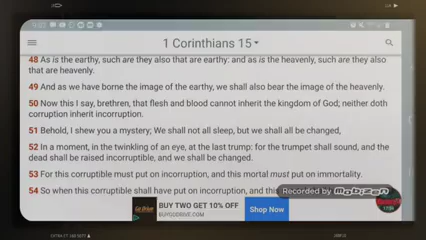 1 Corinthians 15
48 As is the earthy, such are they also that are earthy: and as is the heavenly, such are they also
that are heavenly.
49 And as we have borne the image of the earthy, we shall also bear the image of the heavenly.
50 Now this I say, brethren, that flesh and blood cannot inherit the kingdom of God; neither doth
corruption inherit incorruption.
51 Behold, I shew you a mystery; We shall not all sleep, but we shall all be changed,
52 In a moment, in the twinkling of an eye, at the last trump: for the trumpet shall sound, and the
dead shall be raised incorruptible, and we shall be changed.
53 For this corruptible must put on incorruption, and this mortal must put on immortality.
54 So when this corruptible shall have put on incorruption, and this
Recorded by Mobizen
BUY TWO GET 10% OFF
BUYGODRIVE.COM
Shop Now